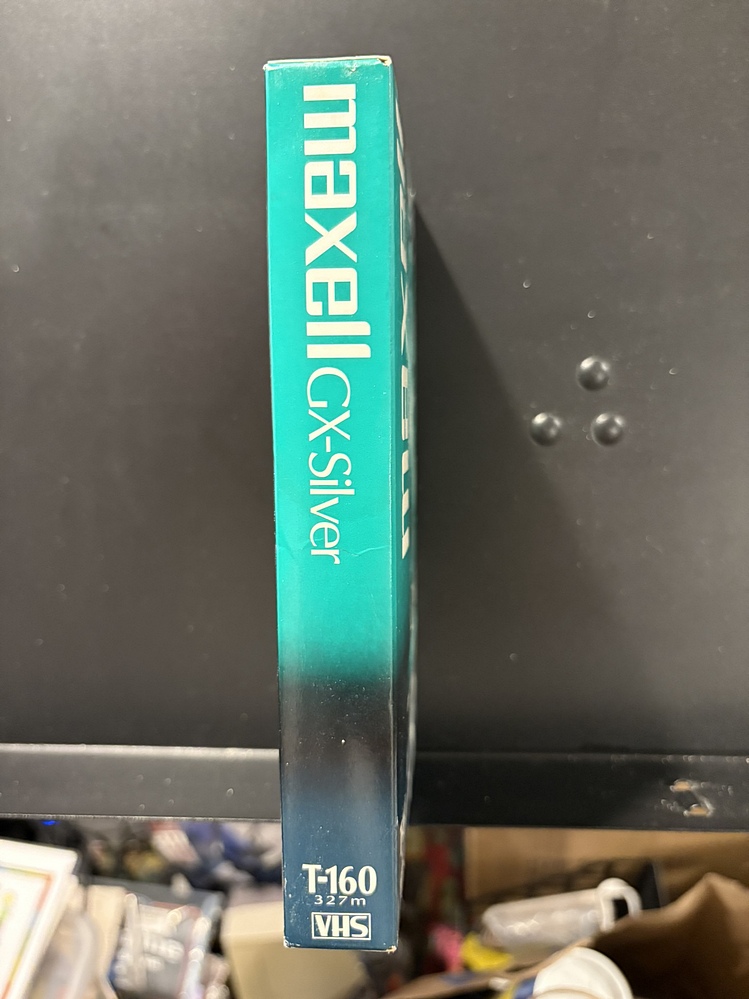 maxell GX-Silver
T-160
327m
VHS